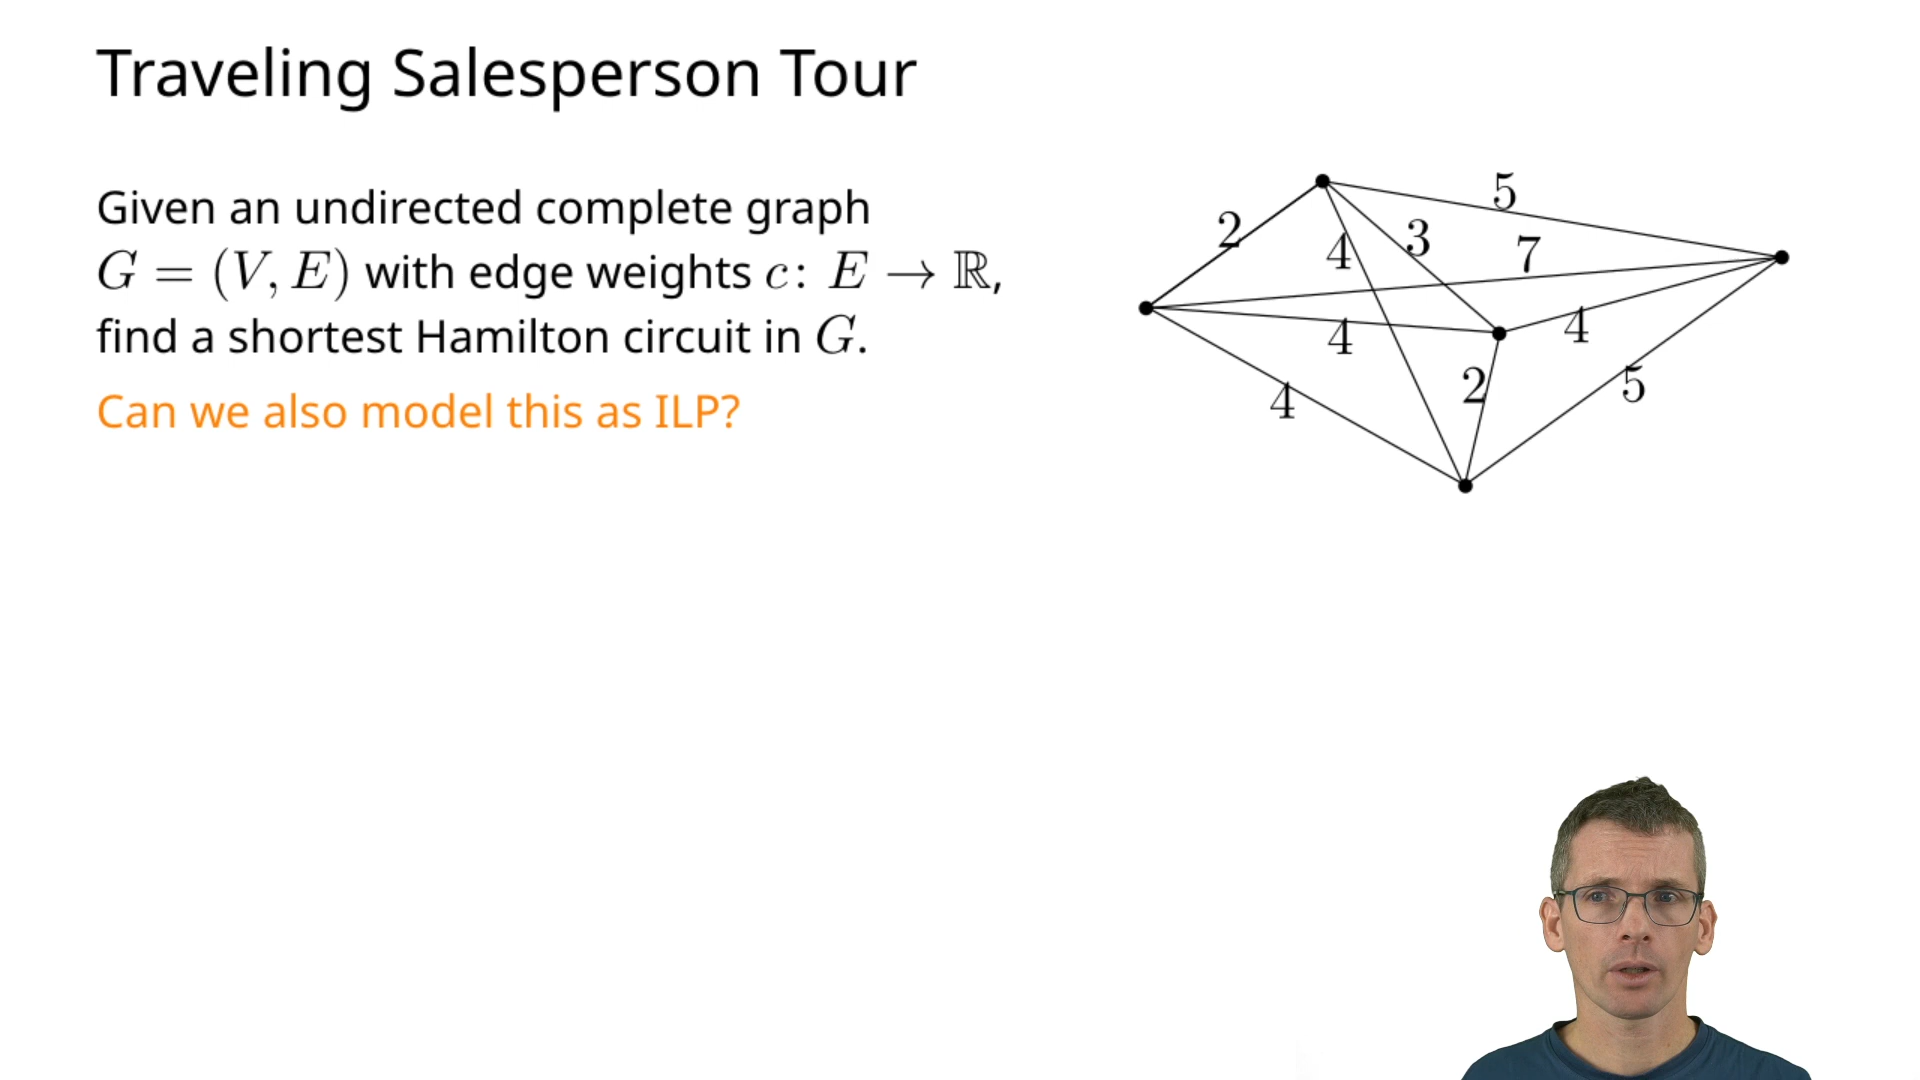 Traveling Salesperson Tour
Given an undirected complete graph
G = (V, E) with edge weights c: E → ℝ,
find a shortest Hamilton circuit in G.
Can we also model this as ILP?
5
2
4
3
7
4
4
2
5
4